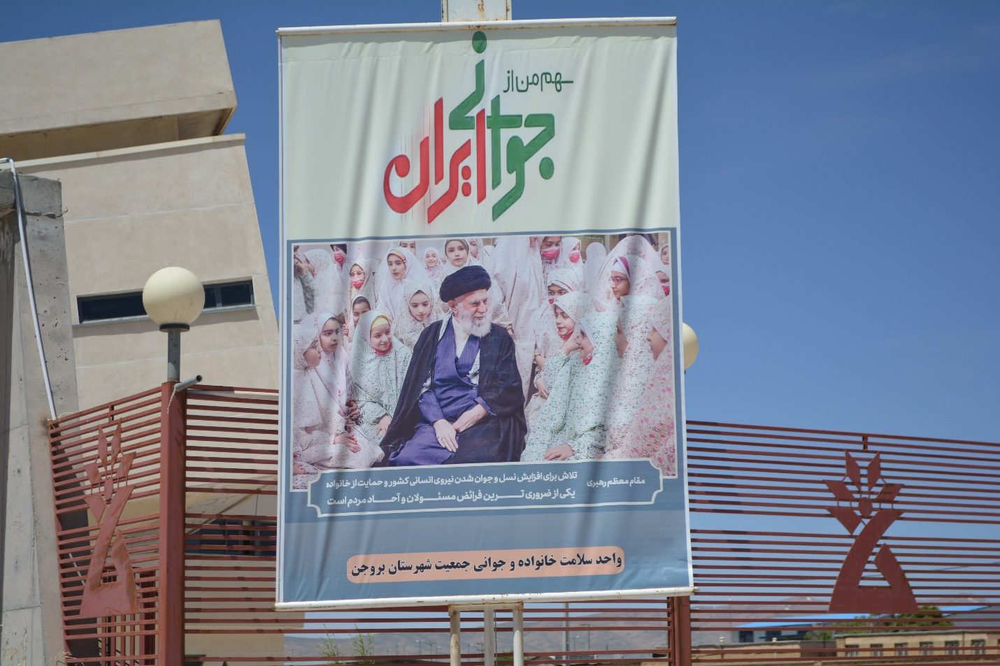 سهم من از
جوانی
ایران
مقام معظم رهبری
تلاش برای افزایش نسل و جوان شدن نیروی انسانی کشور و حمایت از خانواده
یکی از ضروری ترین فرائض مسئولان و آحاد مردم است
واحد سلامت خانواده و جوانی جمعیت شهرستان بروجن